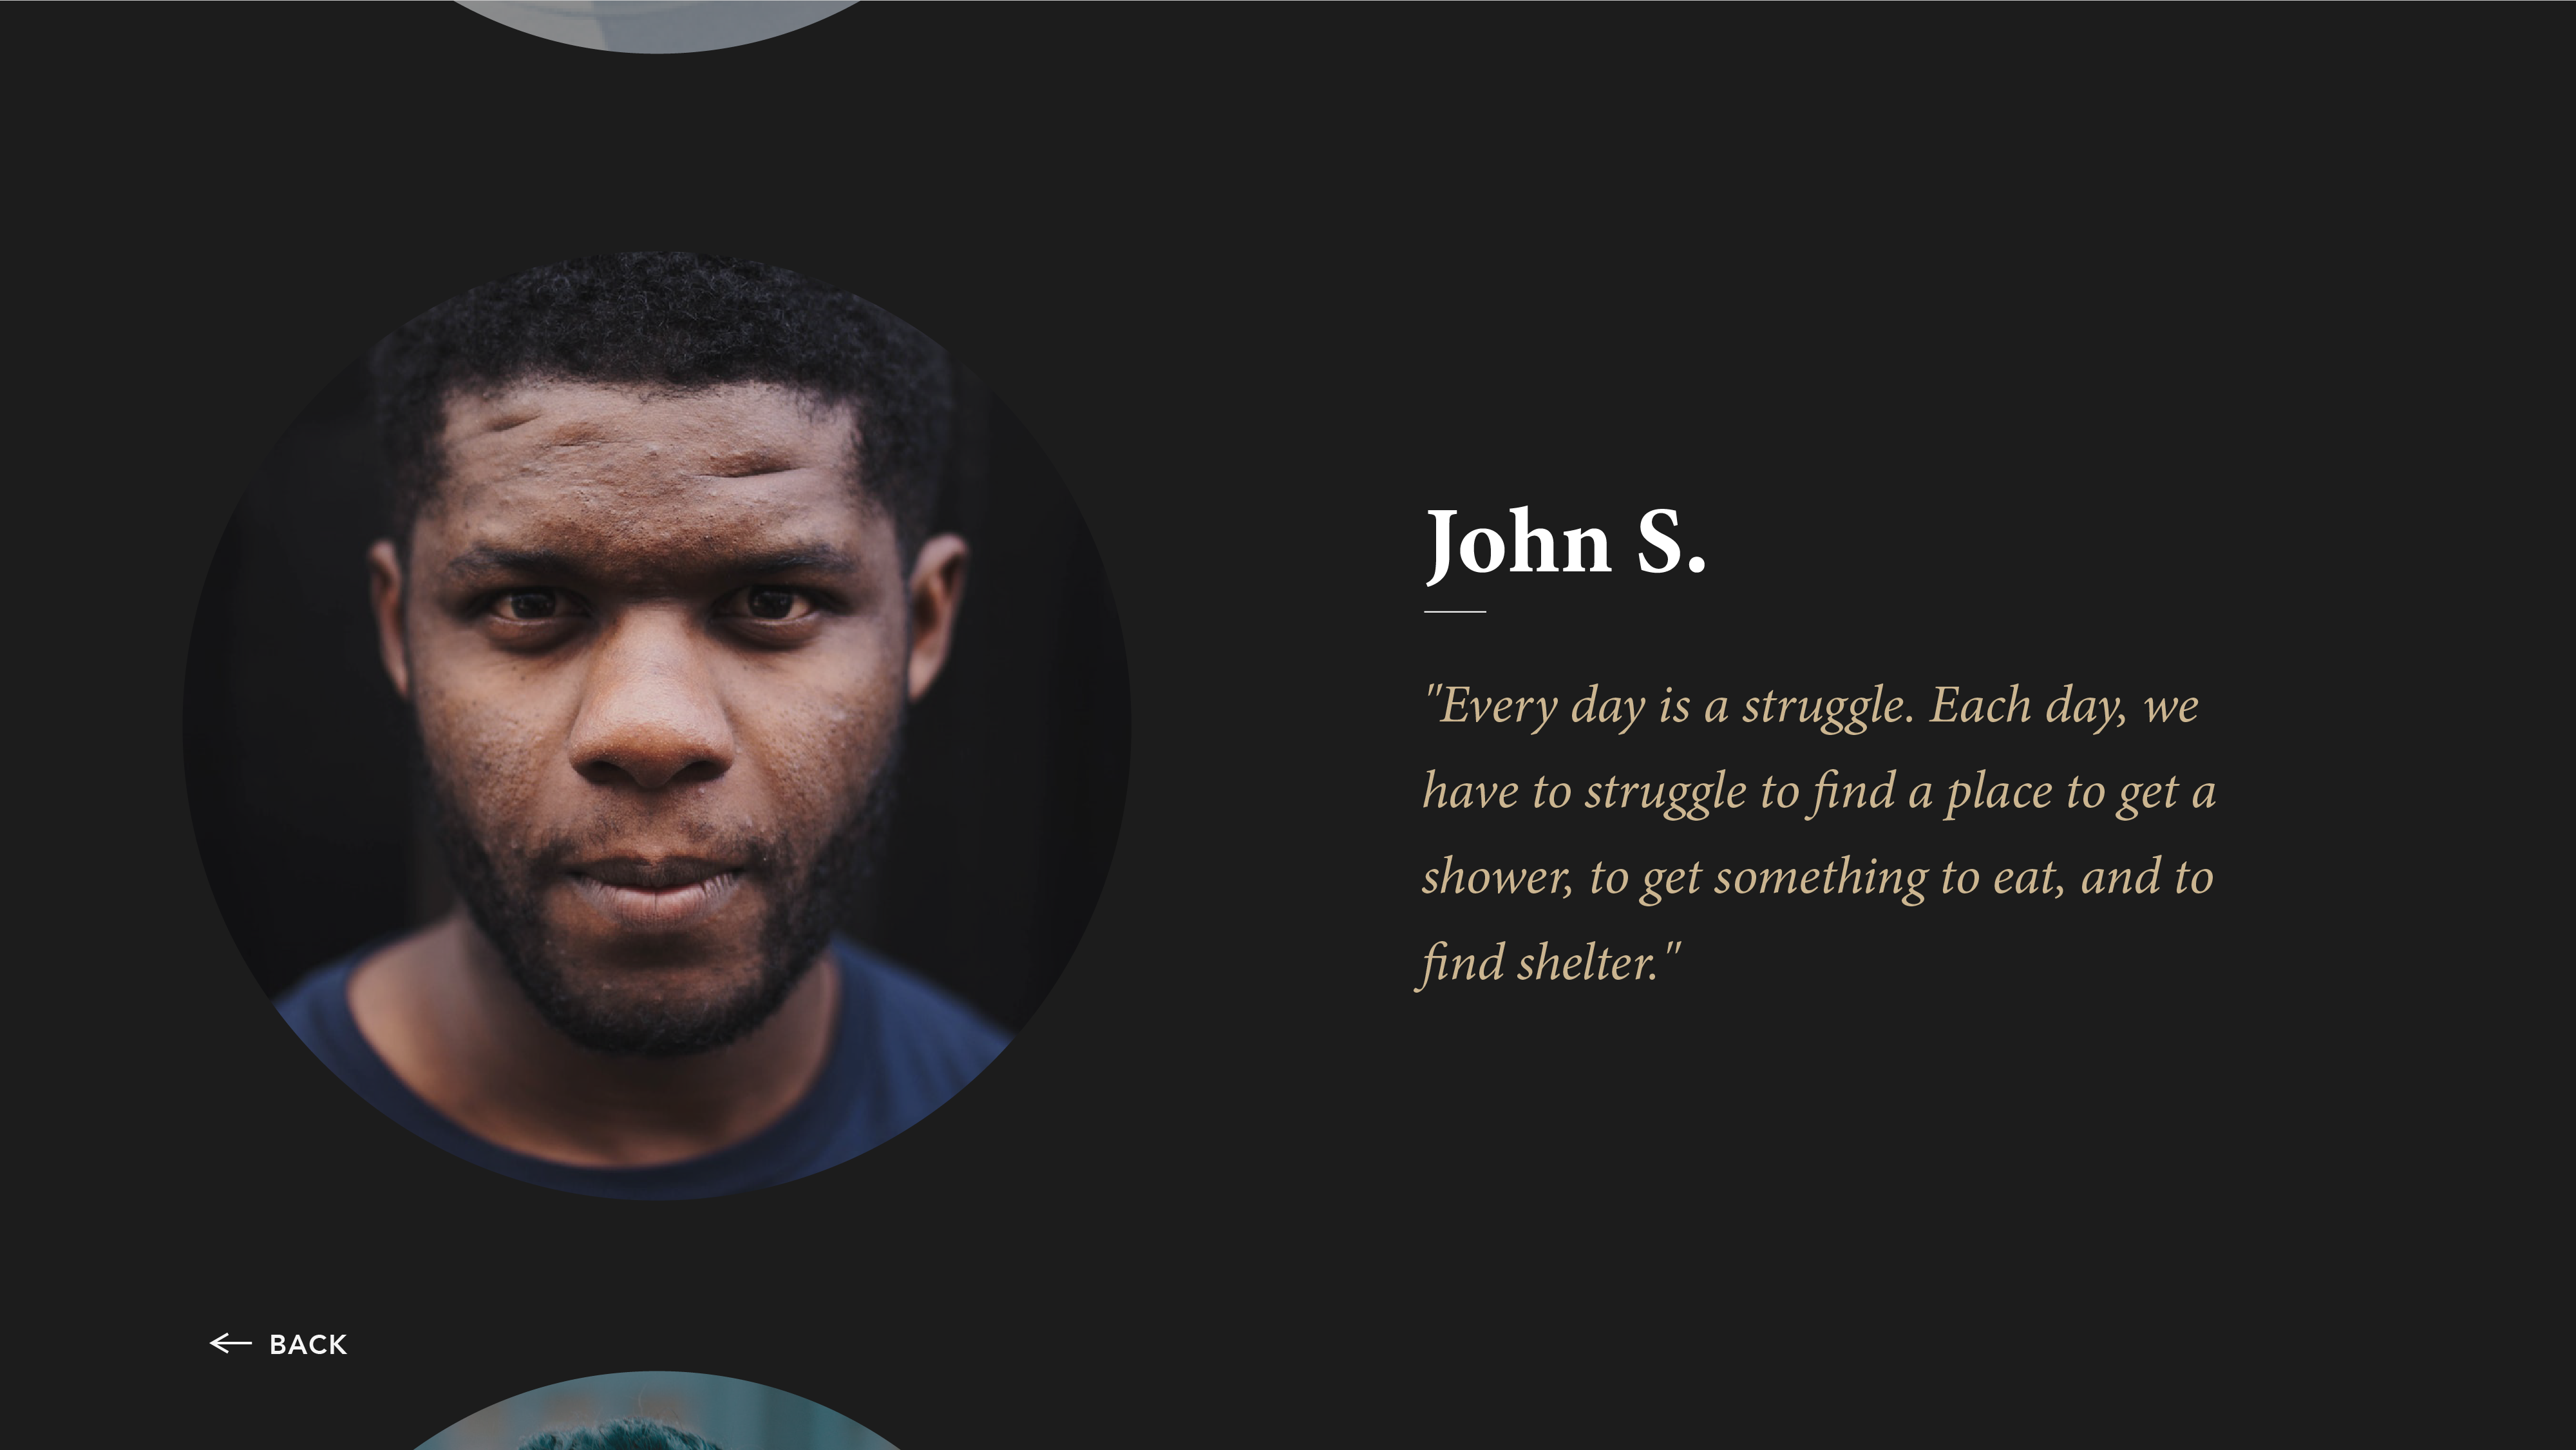 John S.
"Every day is a struggle. Each day, we
have to struggle to find a place to get a
shower, to get something to eat, and to
find shelter."
BACK